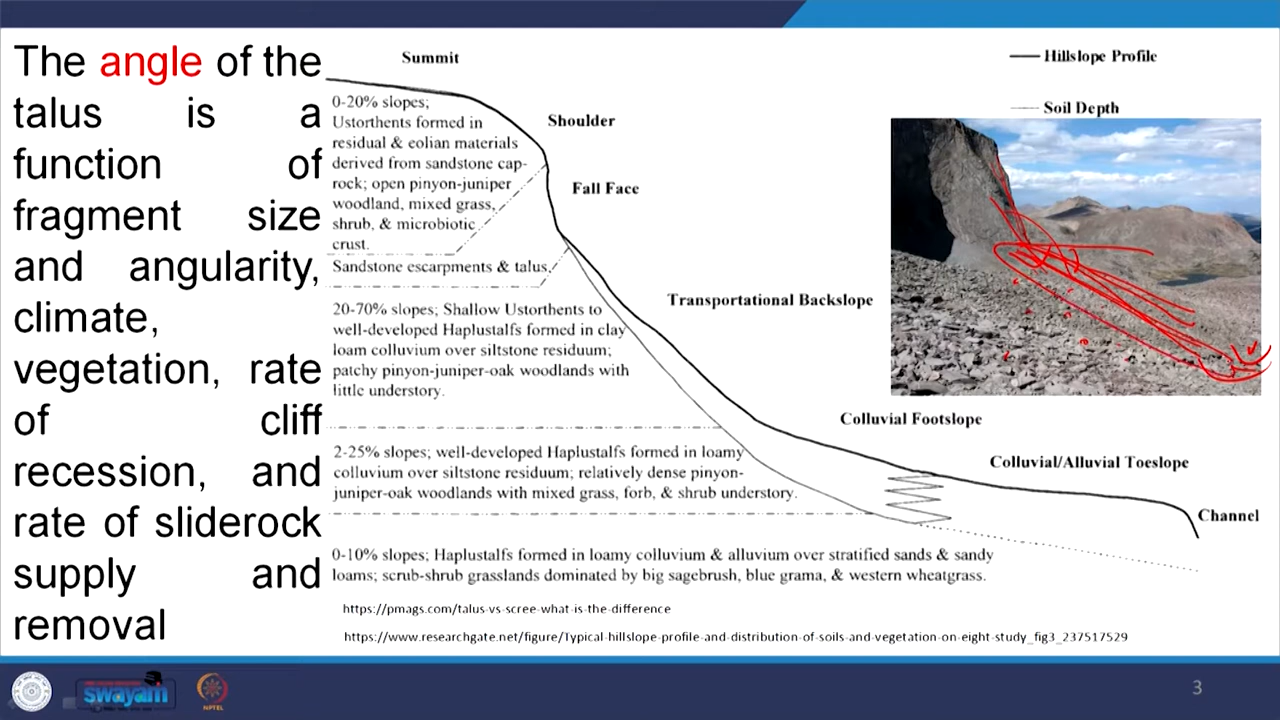 The angle of the
talus is a
function of
fragment size
and angularity,
climate,
vegetation, rate
of cliff
recession, and
rate of sliderock
supply and
removal
Summit
Hillslope Profile
Soil Depth
0-20% slopes;
Ustorthents formed in
residual & eolian materials
derived from sandstone cap-
rock; open pinyon-juniper
woodland, mixed grass,
shrub, & microbiotic
crust.
Shoulder
Fall Face
Sandstone escarpments & talus,
Transportational Backslope
20-70% slopes; Shallow Ustorthents to
well-developed Haplustalfs formed in clay
loam colluvium over siltstone residuum;
patchy pinyon-juniper-oak woodlands with
little understory.
Colluvial Footslope
2-25% slopes; well-developed Haplustalfs formed in loamy
colluvium over siltstone residuum; relatively dense pinyon-
juniper-oak woodlands with mixed grass, forb, & shrub understory.
Colluvial/Alluvial Toeslope
Channel
0-10% slopes; Haplustalfs formed in loamy colluvium & alluvium over stratified sands & sandy
loams; scrub-shrub grasslands dominated by big sagebrush, blue grama, & western wheatgrass.
https://pmags.com/talus-vs-scree-what-is-the-difference
https://www.researchgate.net/figure/Typical-hillslope-profile-and-distribution-of-soils-and-vegetation-on-eight-study_fig3_237517529
swayam
NPTEL
3